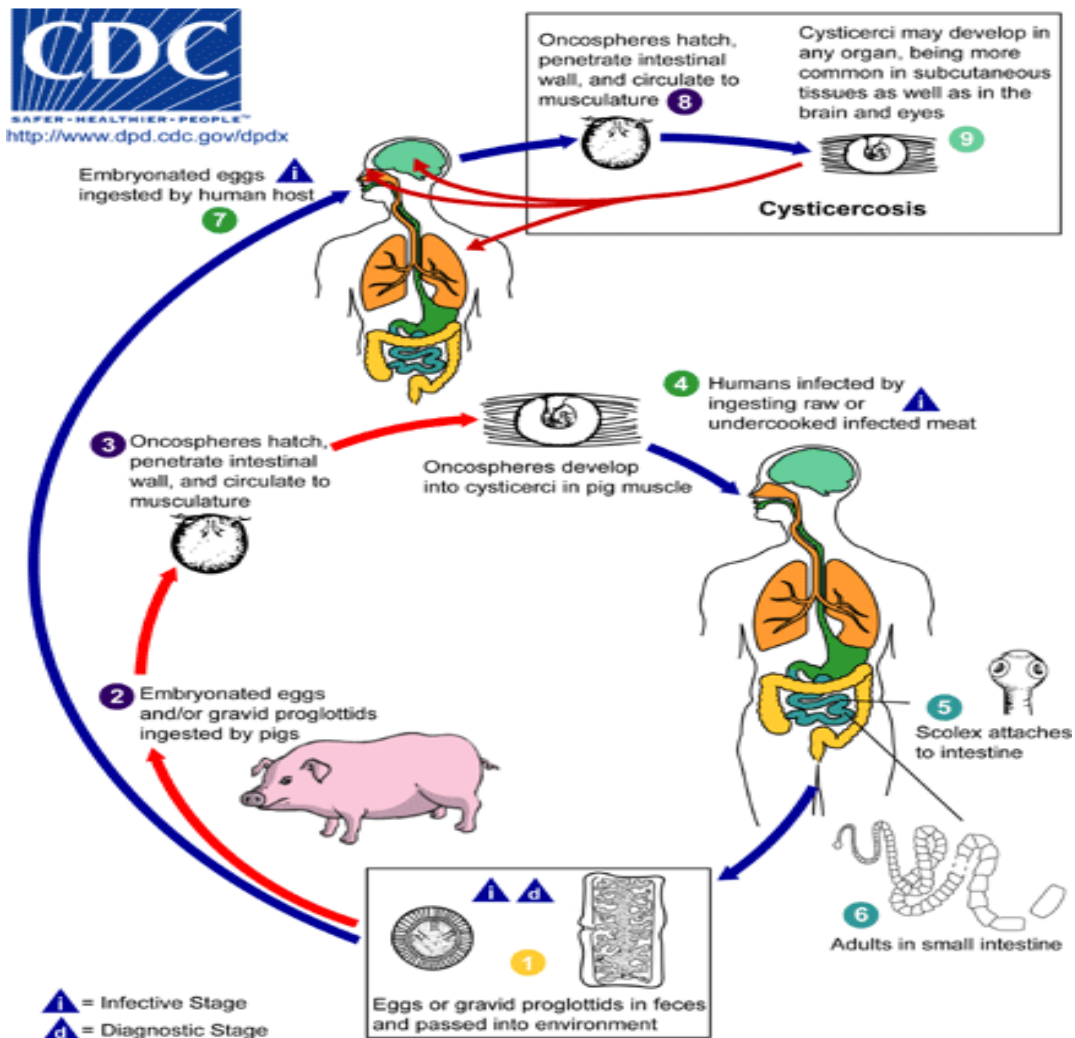 CDC
SAFER•HEALTHIER•PEOPLE™
http://www.dpd.cdc.gov/dpdx
Oncospheres hatch,
penetrate intestinal
wall, and circulate to
musculature 8
Cysticerci may develop in
any organ, being more
common in subcutaneous
tissues as well as in the
brain and eyes
9
Cysticercosis
Embryonated eggs i
ingested by human host
7
4 Humans infected by
ingesting raw or i
undercooked infected meat
3 Oncospheres hatch,
penetrate intestinal
wall, and circulate to
musculature
Oncospheres develop
into cysticerci in pig muscle
2 Embryonated eggs
and/or gravid proglottids
ingested by pigs
5
Scolex attaches
to intestine
6
Adults in small intestine
i d
1
Eggs or gravid proglottids in feces
and passed into environment
i = Infective Stage
d = Diagnostic Stage